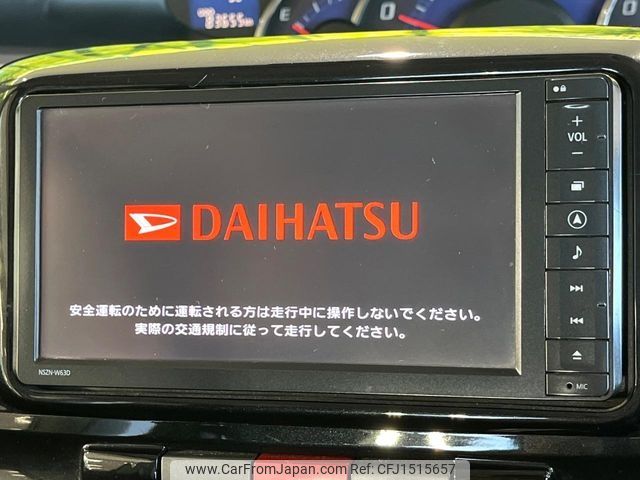 83655km
E
VOL
DAIHATSU
安全運転のために運転される方は走行中に操作しないでください。
実際の交通規制に従って走行してください。
NSZN-W63D
MIC
www.CarFromJapan.com - CFJ1515657